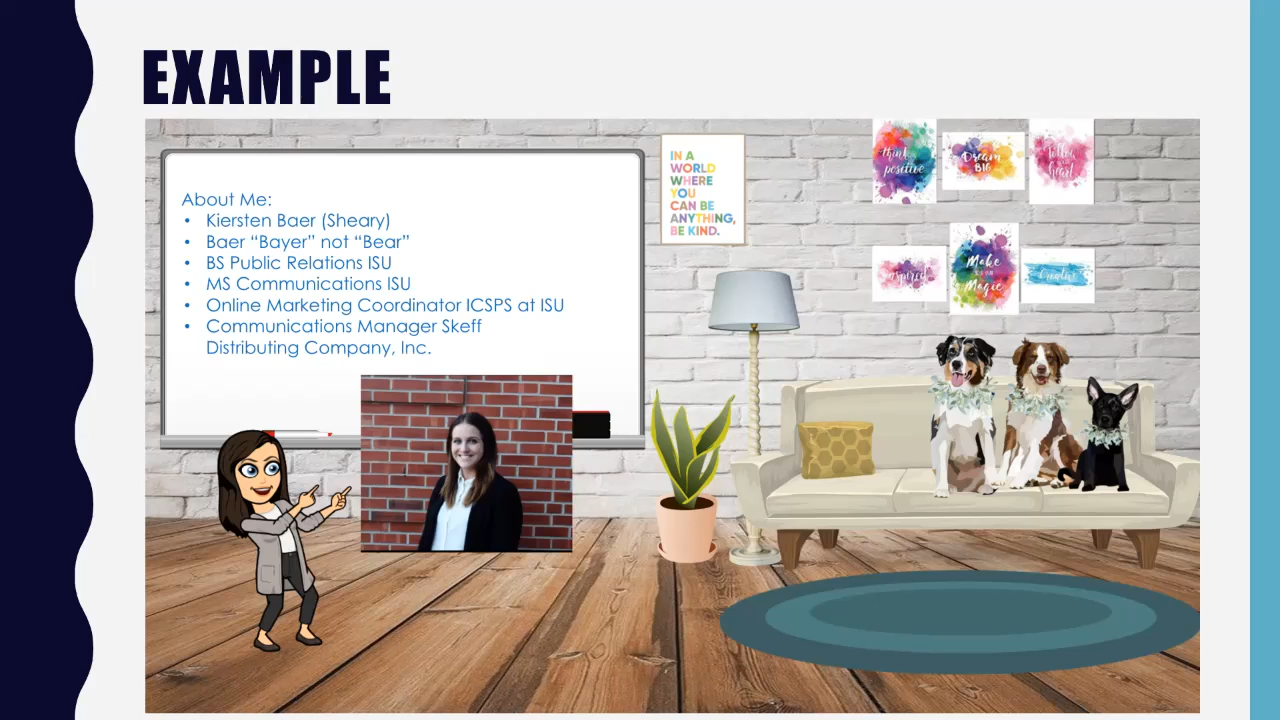 EXAMPLE
About Me:
• Kiersten Baer (Sheary)
• Baer “Bayer” not “Bear”
• BS Public Relations ISU
• MS Communications ISU
• Online Marketing Coordinator ICSPS at ISU
• Communications Manager Skeff
Distributing Company, Inc.
IN A
WORLD
WHERE
YOU
CAN BE
ANYTHING,
BE KIND.
think
positive
Dream
BIG
follow
heart
inspired
Make
Magic
Creative